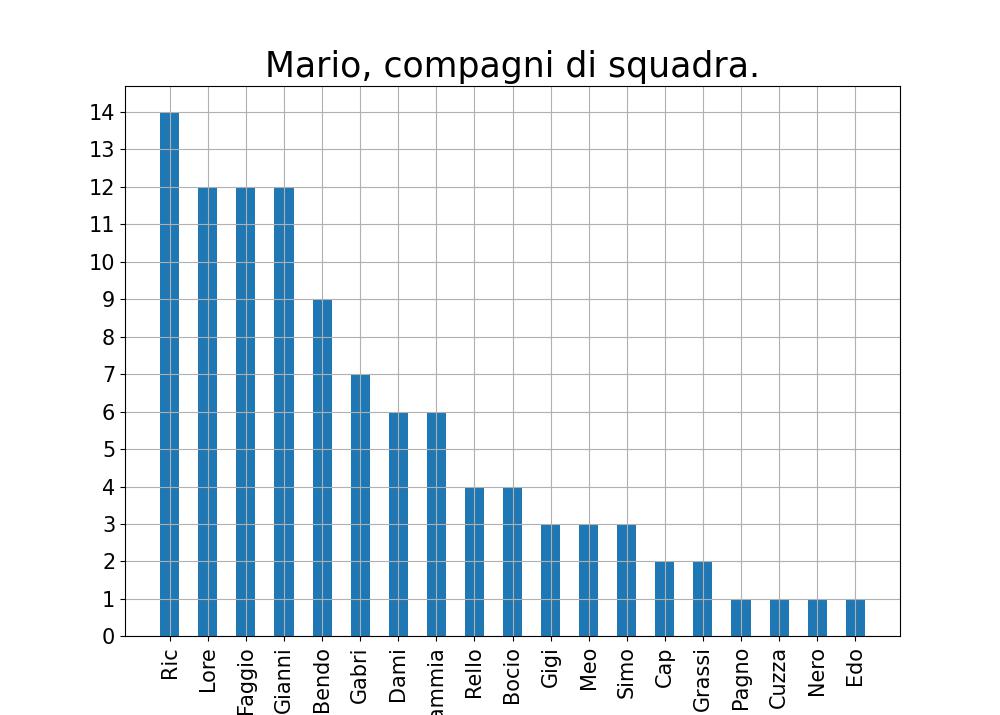 Mario, compagni di squadra.
14
13
12
11
10
9
8
7
6
5
4
3
2
1
0
Ric
Lore
Faggio
Gianni
Bendo
Gabri
Dami
Rello
Bocio
Gigi
Meo
Simo
Cap
Grassi
Pagno
Cuzza
Nero
Edo